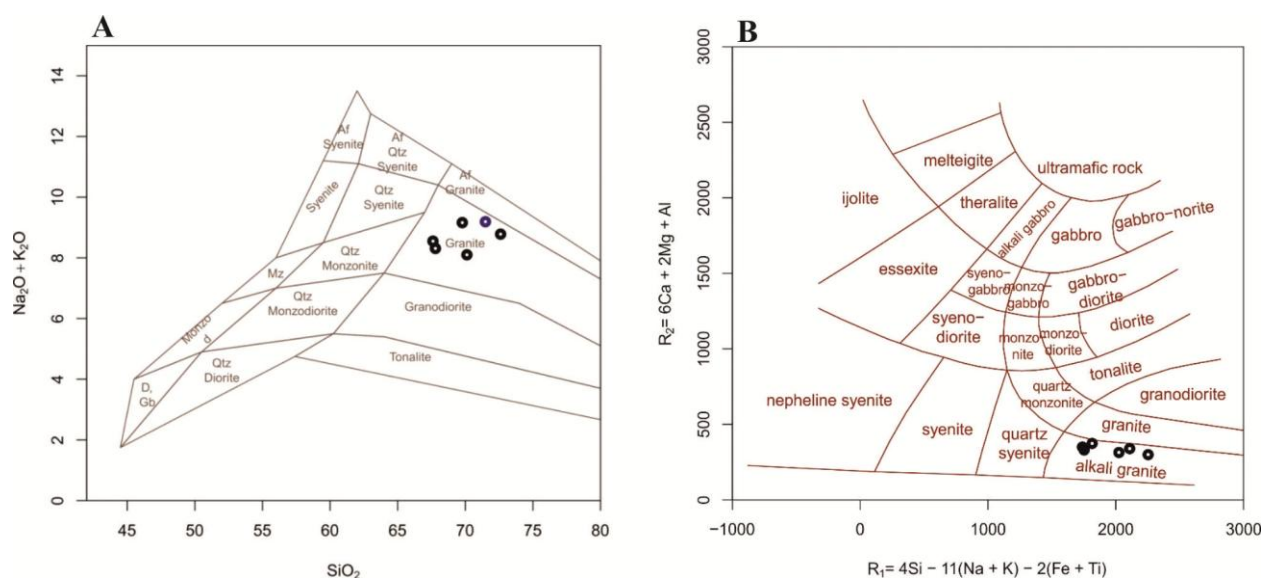 A
Na₂O + K₂O
14
12
10
8
6
4
2
0
45
50
55
60
65
70
75
80
SiO₂
Af
Syenite
Af
Qtz
Syenite
Af
Granite
Syenite
Qtz
Syenite
Granite
Mz
Qtz
Monzonite
Qtz
Monzodiorite
Granodiorite
Monzo
d
Qtz
Diorite
Tonalite
D,
Gb
B
R₂= 6Ca + 2Mg + Al
3000
2500
2000
1500
1000
500
0
−1000
0
1000
2000
3000
R₁= 4Si − 11(Na + K) − 2(Fe + Ti)
melteigite
ultramafic rock
ijolite
theralite
alkali gabbro
gabbro
gabbro−norite
essexite
syeno−
gabbro
monzo−
gabbro
gabbro−
diorite
syeno−
diorite
monzo−
nite
monzo−
diorite
diorite
tonalite
nepheline syenite
quartz
monzonite
granodiorite
syenite
quartz
syenite
granite
alkali granite